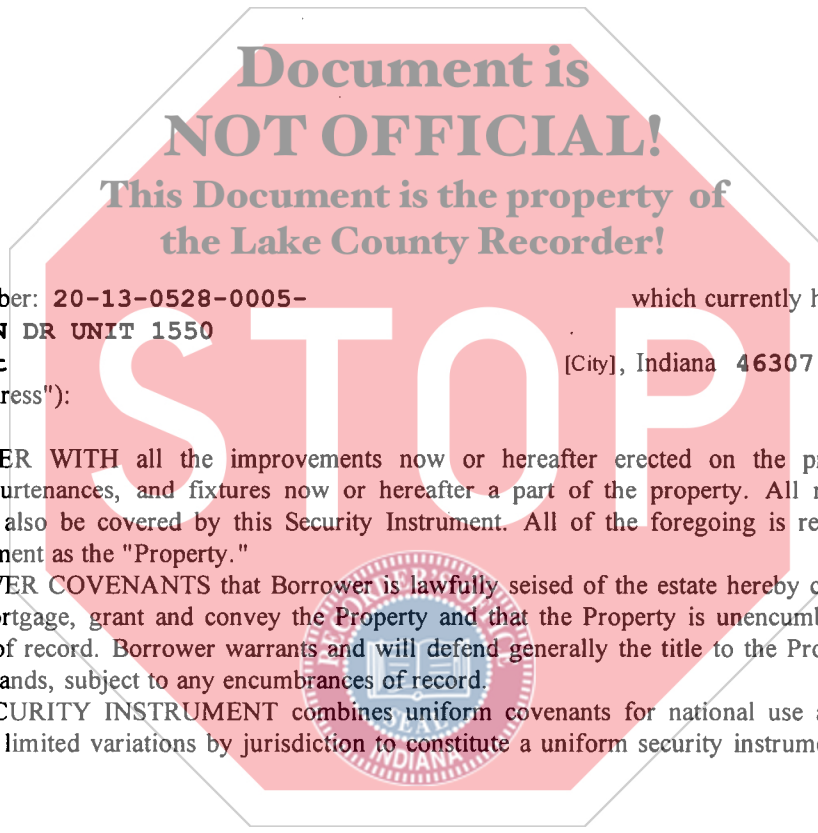 Document is
NOT OFFICIAL!
This Document is the property of
the Lake County Recorder!
ber: 20-13-0528-0005- which currently h
N DR UNIT 1550
[City], Indiana 46307
ress"):
STOP
ER WITH all the improvements now or hereafter erected on the p
urtenances, and fixtures now or hereafter a part of the property. All
also be covered by this Security Instrument. All of the foregoing is re
ment as the "Property."
VER COVENANTS that Borrower is lawfully seised of the estate hereby c
rtgage, grant and convey the Property and that the Property is unencumb
of record. Borrower warrants and will defend generally the title to the Pro
ands, subject to any encumbrances of record.
CURITY INSTRUMENT combines uniform covenants for national use a
limited variations by jurisdiction to constitute a uniform security instrume
RECORDER'S OFFICE
SEAL
INDIANA